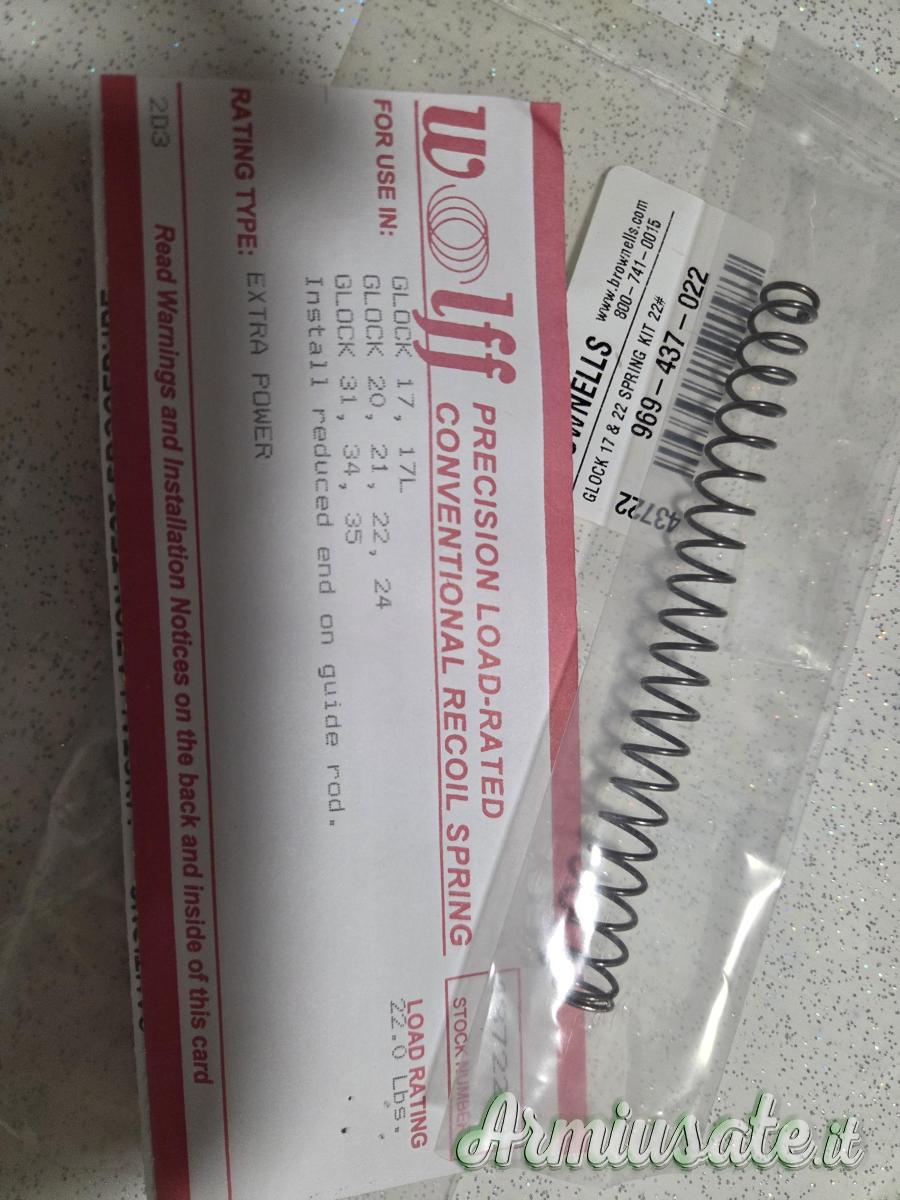 wolff
PRECISION LOAD-RATED
CONVENTIONAL RECOIL SPRING
STOCK NUMBER
FOR USE IN:
GLOCK 17, 17L
GLOCK 20, 21, 22, 24
GLOCK 31, 34, 35
Install reduced end on guide rod.
LOAD RATING
22.0 Lbs.
RATING TYPE: EXTRA POWER
2D3
Read Warnings and Installation Notices on the back and inside of this card
www.brownells.com
800-741-0015
GLOCK 17 & 22 SPRING KIT 22#
969-437-022
43722
Armiusate.it